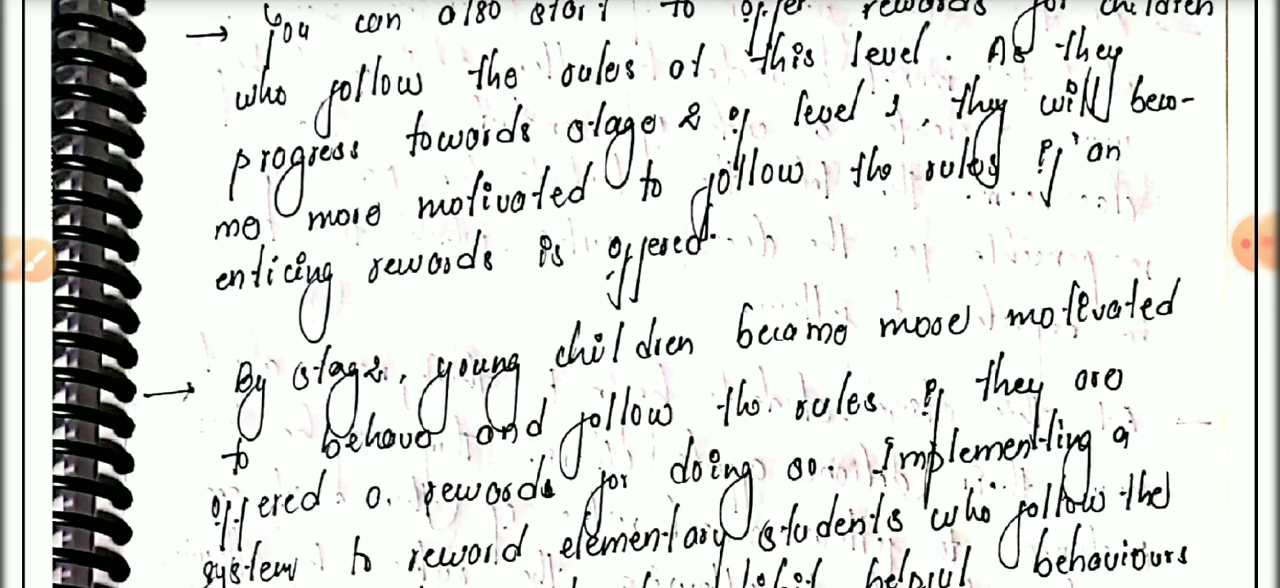 → You can also start to offer rewards for children
who follow the rules of this level. As they
progress towards stage 2 of level 1, they will beco-
me more motivated to follow the rules if an
enticing rewards is offered.
→ By stage 2, young children became more motivated
to behave and follow the rules if they are
offered a rewards for doing so. Implementing a
system to reward elementary students who follow the
helpful behaviours